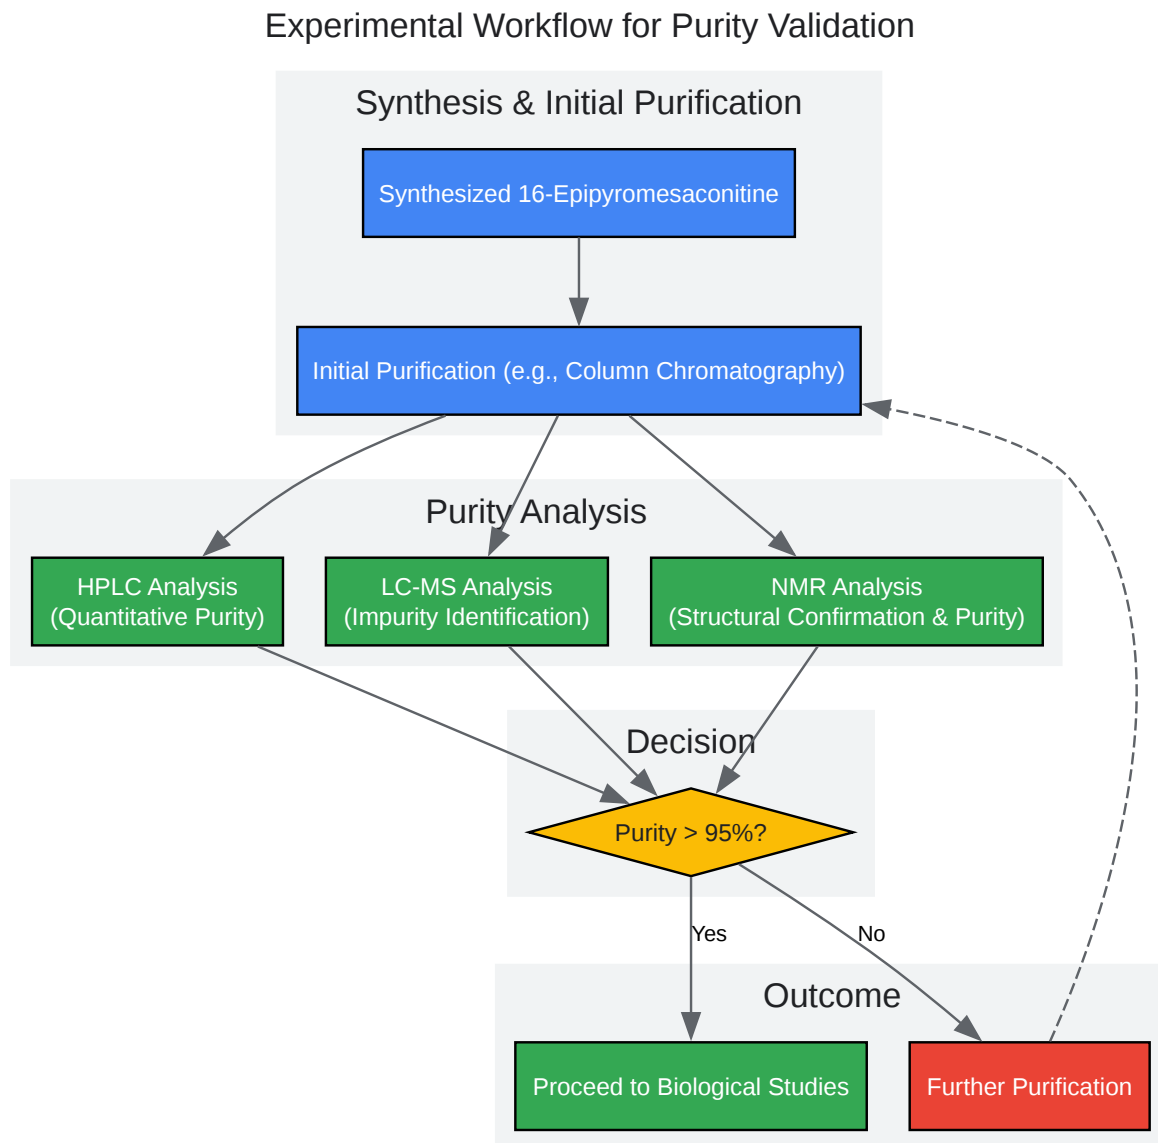 Experimental Workflow for Purity Validation
Synthesis & Initial Purification
Synthesized 16-Epipyromesaconitine
Initial Purification (e.g., Column Chromatography)
Purity Analysis
HPLC Analysis
(Quantitative Purity)
LC-MS Analysis
(Impurity Identification)
NMR Analysis
(Structural Confirmation & Purity)
Decision
Purity > 95%?
Yes
No
Outcome
Proceed to Biological Studies
Further Purification